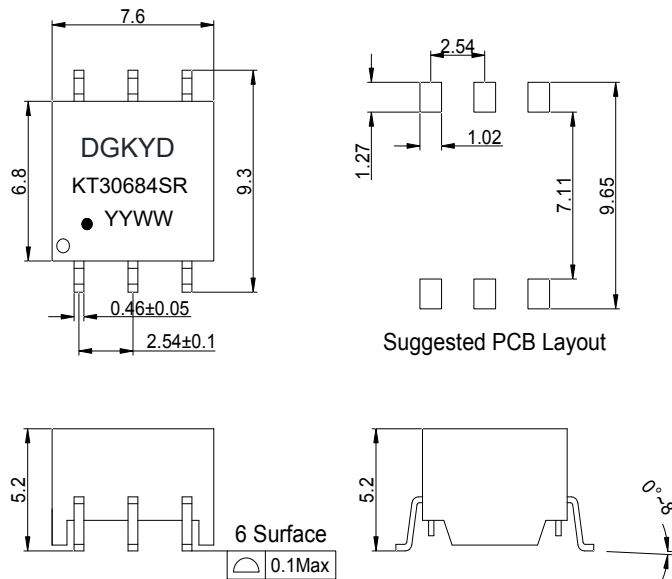 7.6
6.8
9.3
DGKYD
KT30684SR
YYWW
0.46±0.05
2.54±0.1
2.54
1.27
1.02
7.11
9.65
Suggested PCB Layout
5.2
6 Surface
0.1Max
5.2
0°~8